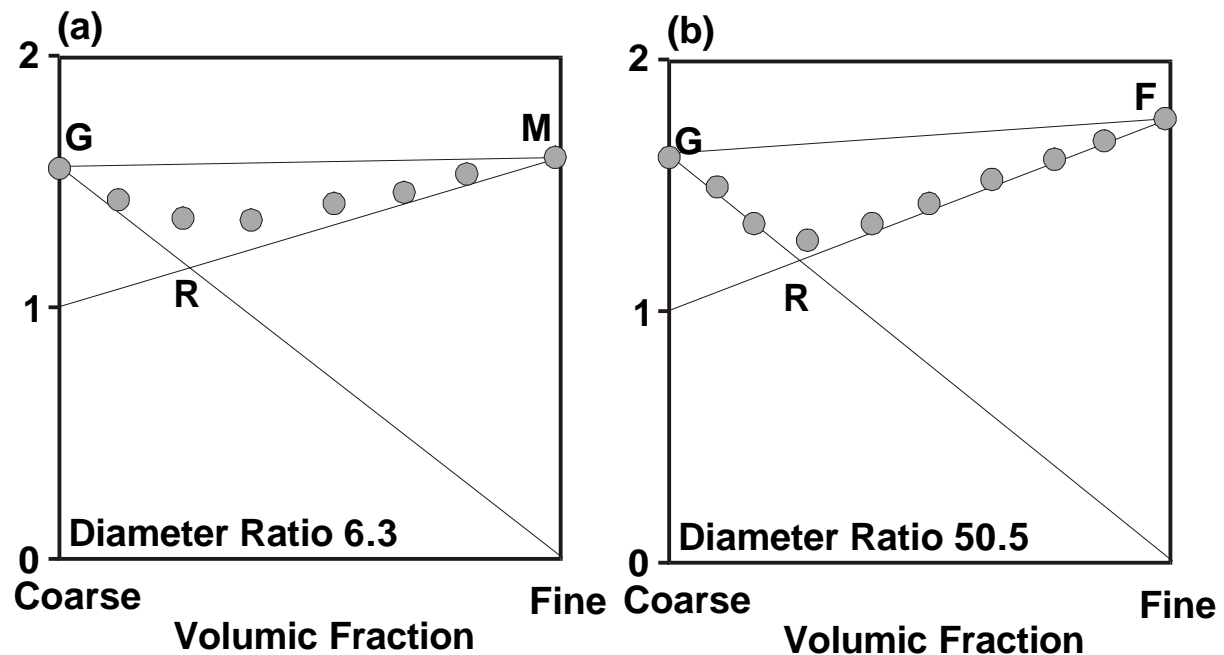 (a)
2
G
M
1
R
0
Diameter Ratio 6.3
Coarse
Fine
Volumic Fraction
(b)
2
F
G
1
R
0
Diameter Ratio 50.5
Coarse
Fine
Volumic Fraction